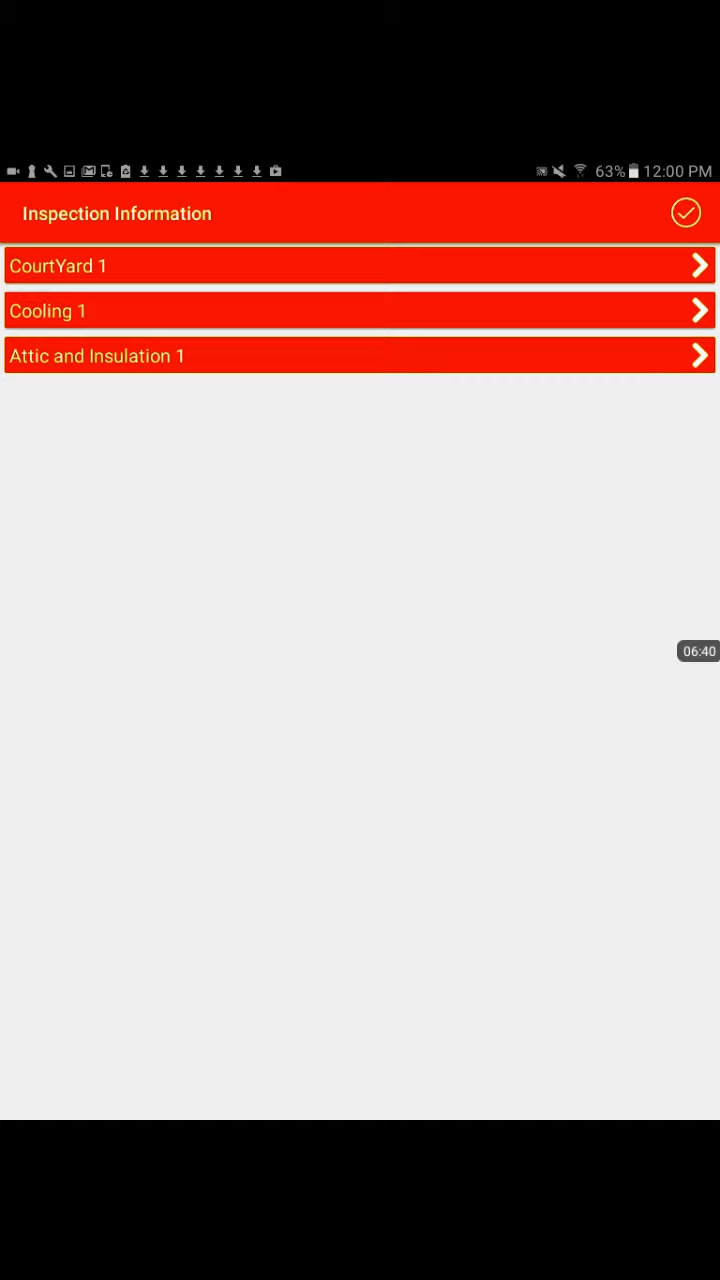 63% 12:00 PM
Inspection Information
CourtYard 1
Cooling 1
Attic and Insulation 1
06:40